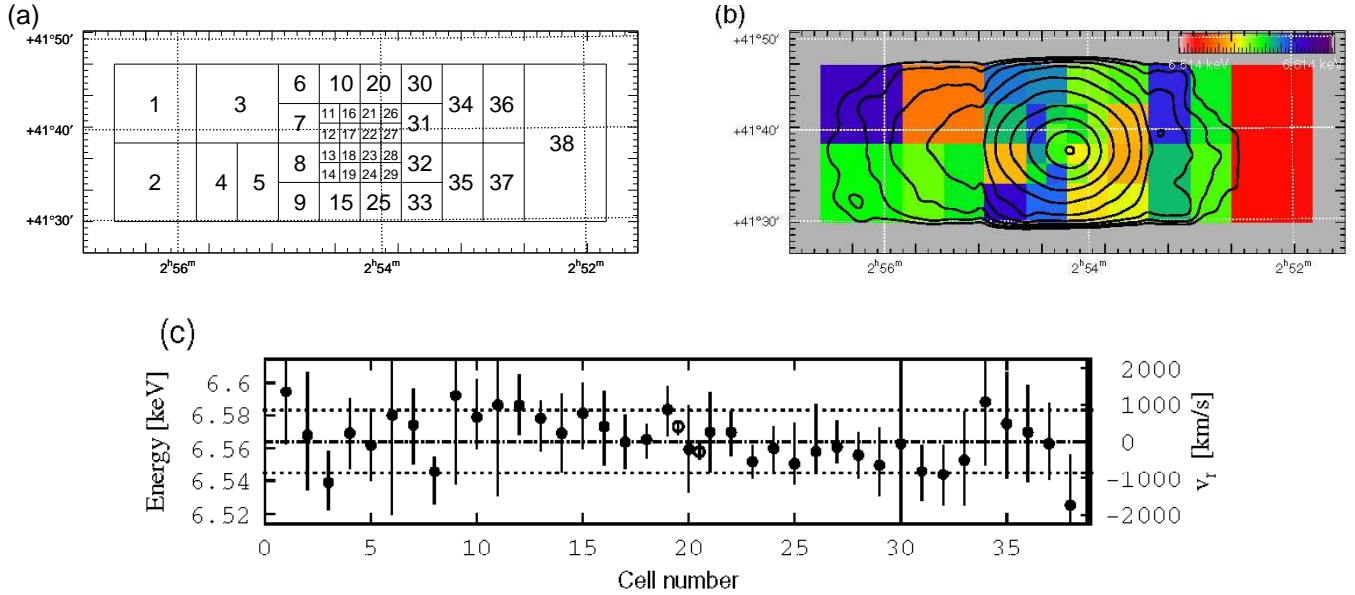 (a)
(b)
+41°50'
+41°40'
+41°30'
1 3 6 10 20 30 34 36
7 11 16 21 26 31
12 17 22 27
38
2 4 5 8 13 18 23 28 32 35 37
14 19 24 29
9 15 25 33
2ʰ56ᵐ 2ʰ54ᵐ 2ʰ52ᵐ
+41°50'
6.514 keV 6.614 keV
+41°40'
+41°30'
2ʰ56ᵐ 2ʰ54ᵐ 2ʰ52ᵐ
(c)
Energy [keV]
6.6
6.58
6.56
6.54
6.52
2000
1000
0
-1000
-2000
v_r [km/s]
0 5 10 15 20 25 30 35
Cell number